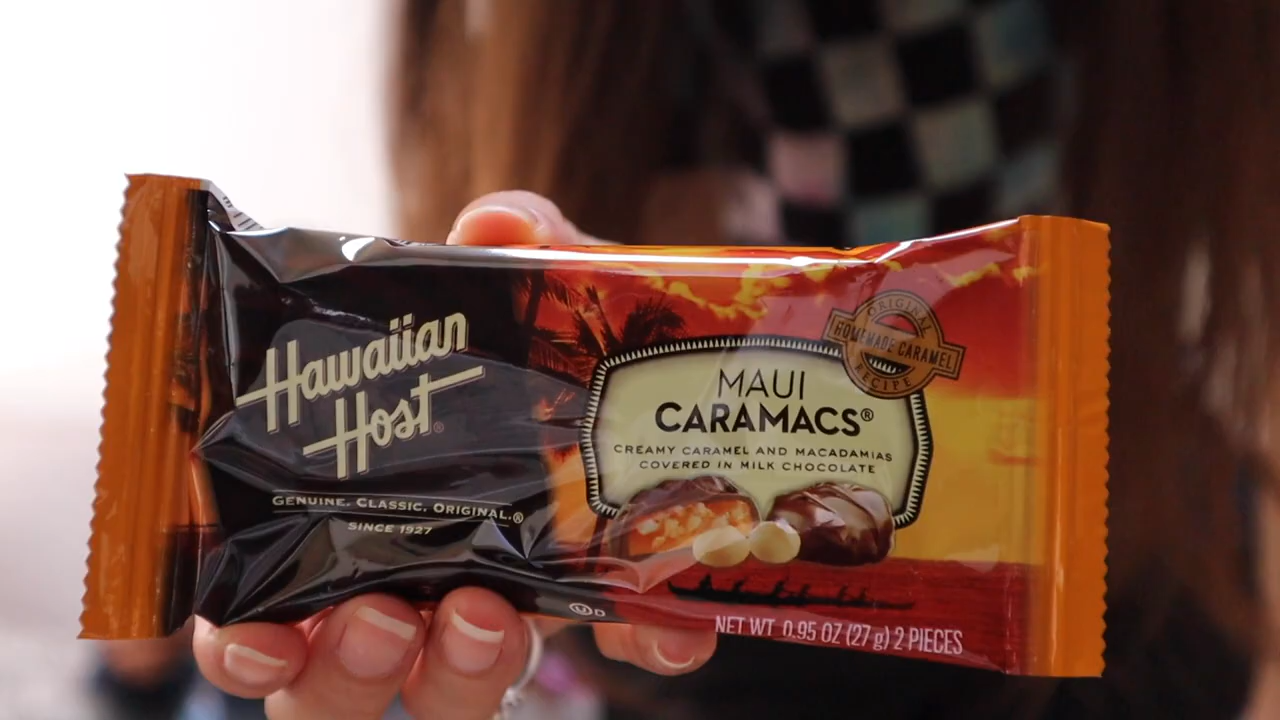 Hawaiian
Host®
GENUINE. CLASSIC. ORIGINAL.®
SINCE 1927
ORIGINAL
HOMEMADE CARAMEL
RECIPE
MAUI
CARAMACS®
CREAMY CARAMEL AND MACADAMIAS
COVERED IN MILK CHOCOLATE
U D
NET WT 0.95 OZ (27 g) 2 PIECES